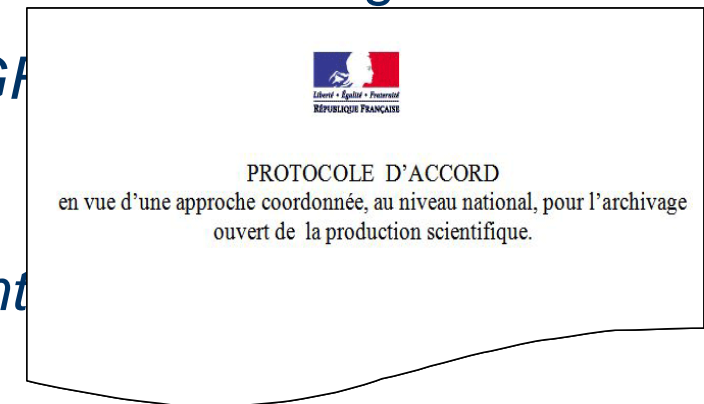 Liberté • Égalité • Fraternité
RÉPUBLIQUE FRANÇAISE
PROTOCOLE D’ACCORD
en vue d’une approche coordonnée, au niveau national, pour l’archivage
ouvert de la production scientifique.